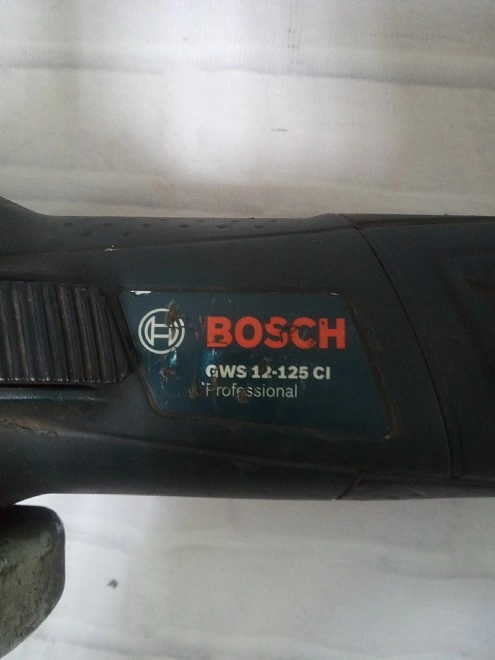 BOSCH
GWS 12-125 CI
Professional